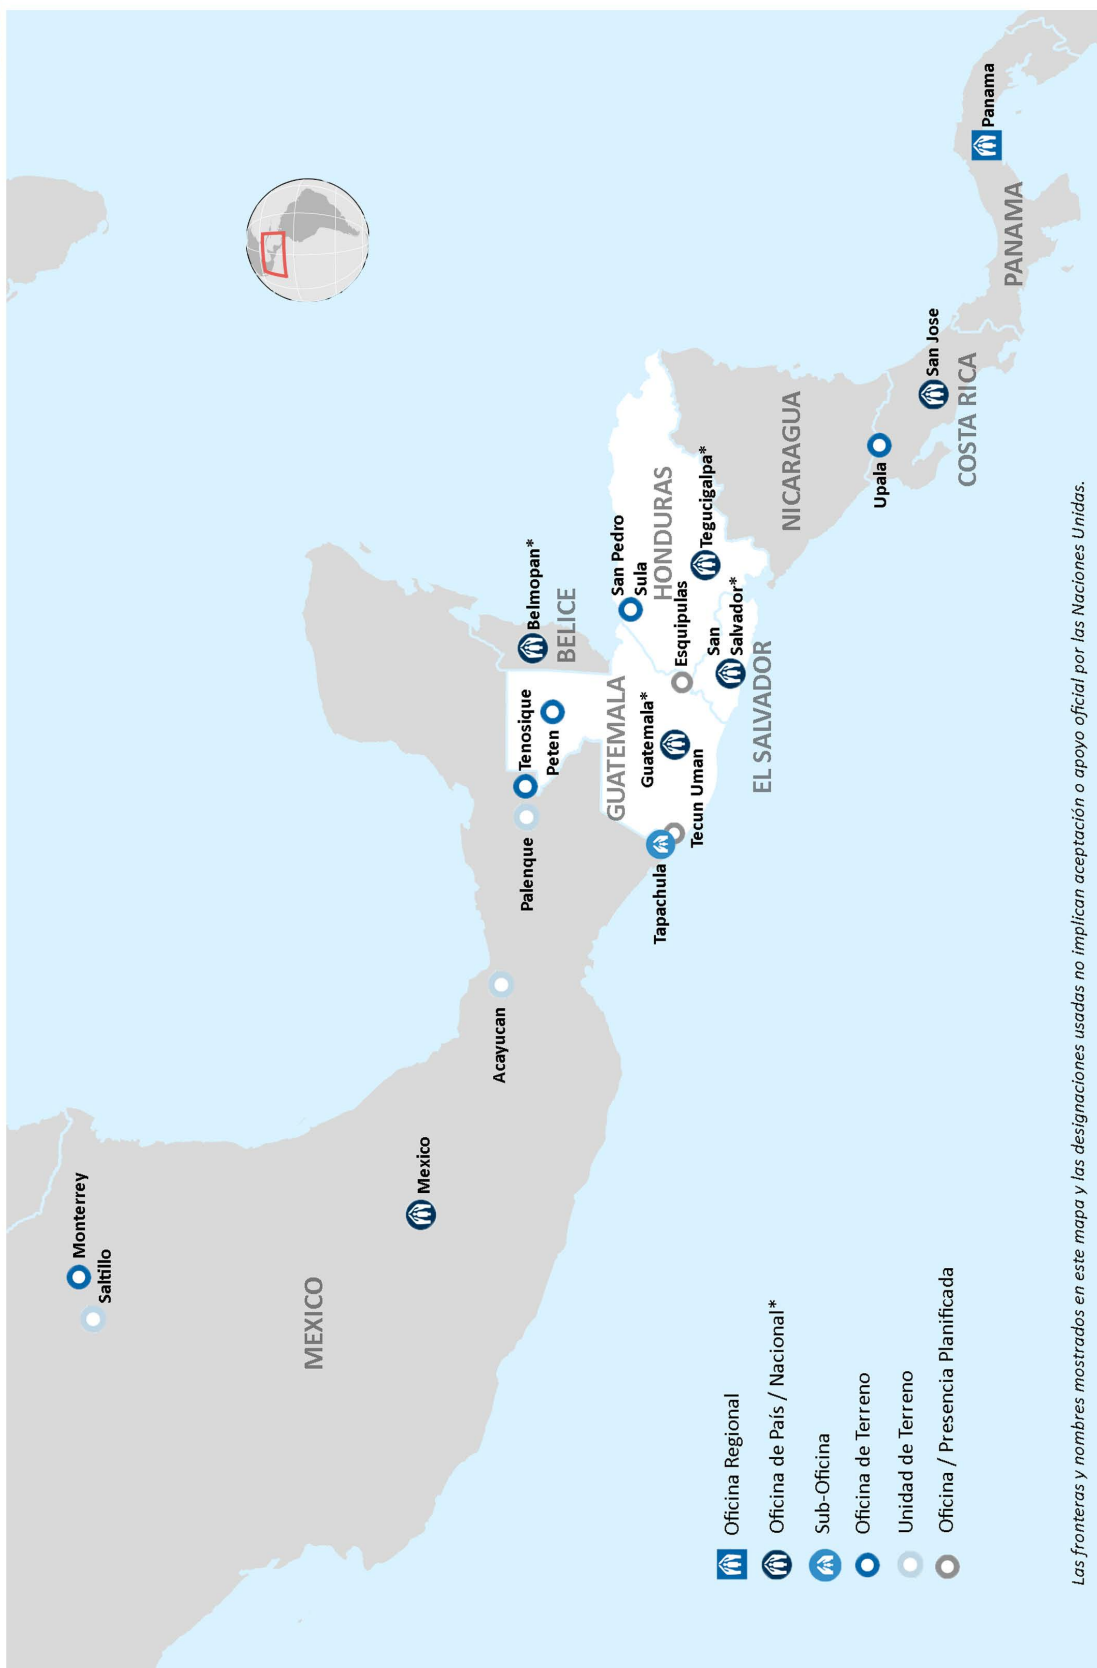 Monterrey
Saltillo
MEXICO
Mexico
Acayucan
Palenque
Tenosique
Peten
Belmopan*
BELICE
GUATEMALA
Guatemala*
Tapachula
Tecun Uman
San Pedro
Sula
HONDURAS
Esquipulas
Tegucigalpa*
San
Salvador*
EL SALVADOR
NICARAGUA
Upala
San Jose
COSTA RICA
Panama
PANAMA
Oficina Regional
Oficina de País / Nacional*
Sub-Oficina
Oficina de Terreno
Unidad de Terreno
Oficina / Presencia Planificada
Las fronteras y nombres mostrados en este mapa y las designaciones usadas no implican aceptación o apoyo oficial por las Naciones Unidas.